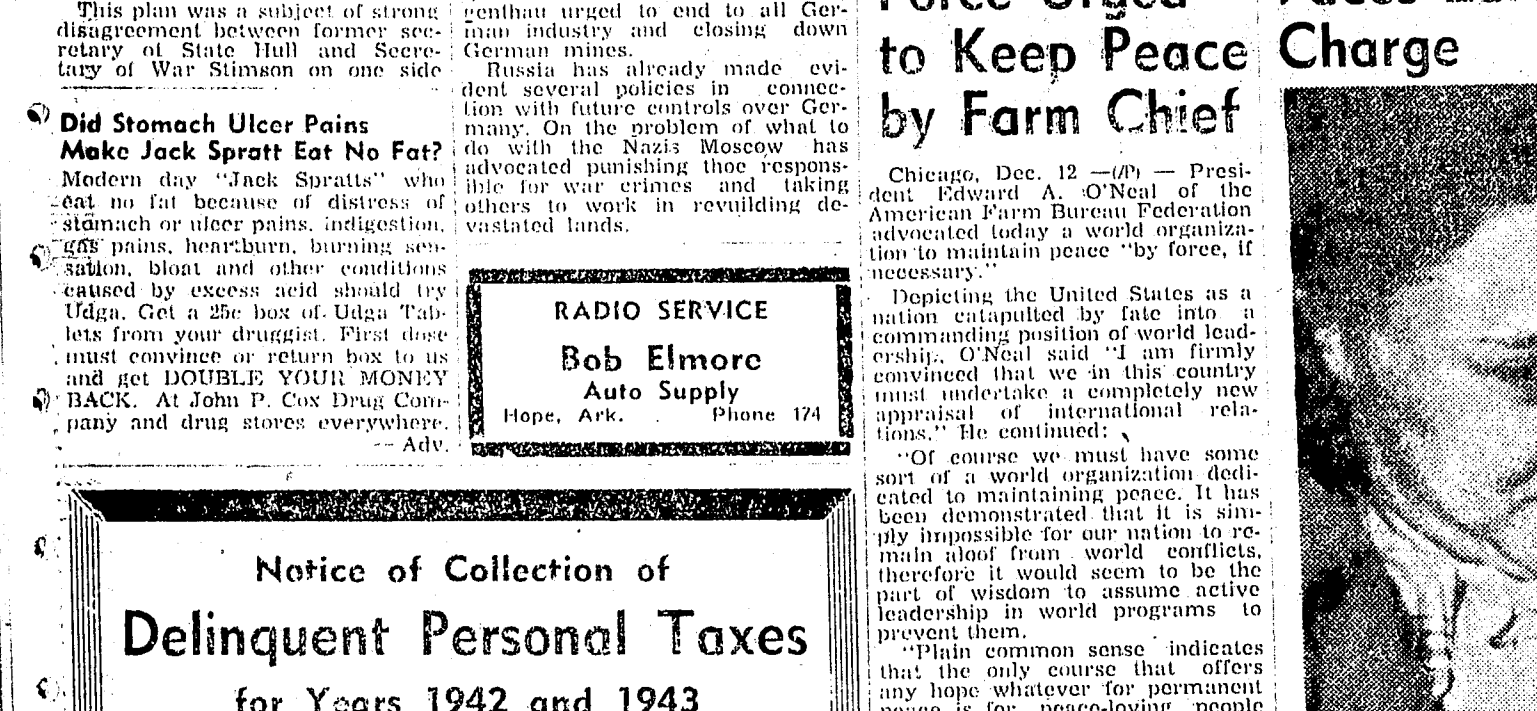 This plan was a subject of strong
disagreement between former sec-
retary of State Hull and Secre-
tary of War Stimson on one side
Did Stomach Ulcer Pains
Make Jack Spratt Eat No Fat?
Modern day "Jack Spratts" who
eat no fat because of distress of
stomach or ulcer pains, indigestion,
gas pains, heartburn, burning sen-
sation, bloat and other conditions
caused by excess acid should try
Udga. Get a 25c box of Udga Tab-
lets from your druggist. First dose
must convince or return box to us
and get DOUBLE YOUR MONEY
BACK. At John P. Cox Drug Com-
pany and drug stores everywhere.
-- Adv.
genthau urged to end to all Ger-
man industry and closing down
German mines.
Russia has already made evi-
dent several policies in connec-
tion with future controls over Ger-
many. On the problem of what to
do with the Nazis Moscow has
advocated punishing thoe respons-
ible for war crimes and taking
others to work in revuilding de-
vastated lands.
RADIO SERVICE
Bob Elmore
Auto Supply
Hope, Ark. Phone 174
Notice of Collection of
Delinquent Personal Taxes
for Years 1942 and 1943
Force Urged
to Keep Peace
by Farm Chief
Chicago, Dec. 12 —(AP) — Presi-
dent Edward A. O'Neal of the
American Farm Bureau Federation
advocated today a world organiza-
tion to maintain peace "by force, if
necessary."
Depicting the United States as a
nation catapulted by fate into a
commanding position of world lead-
ership, O'Neal said "I am firmly
convinced that we in this country
must undertake a completely new
appraisal of international rela-
tions." He continued:
"Of course we must have some
sort of a world organization dedi-
cated to maintaining peace. It has
been demonstrated that it is sim-
ply impossible for our nation to re-
main aloof from world conflicts,
therefore it would seem to be the
part of wisdom to assume active
leadership in world programs to
prevent them.
"Plain common sense indicates
that the only course that offers
any hope whatever for permanent
peace is for peace-loving people
Faces
Charge